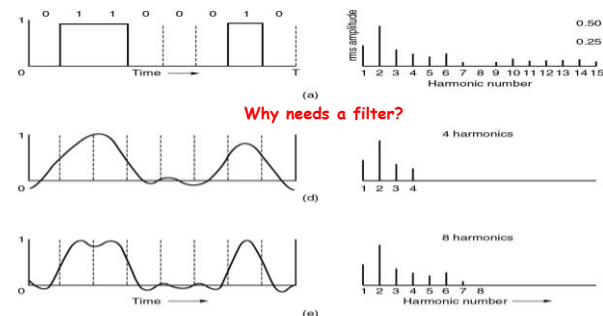 0 1 1 0 0 0 1 0
1
0
Time
T
rms amplitude
0.50
0.25
1 2 3 4 5 6 7 8 9 10 11 12 13 14 15
Harmonic number
(a)
Why needs a filter?
1
0
(d)
4 harmonics
1 2 3 4
1
0
Time
(e)
8 harmonics
1 2 3 4 5 6 7 8
Harmonic number